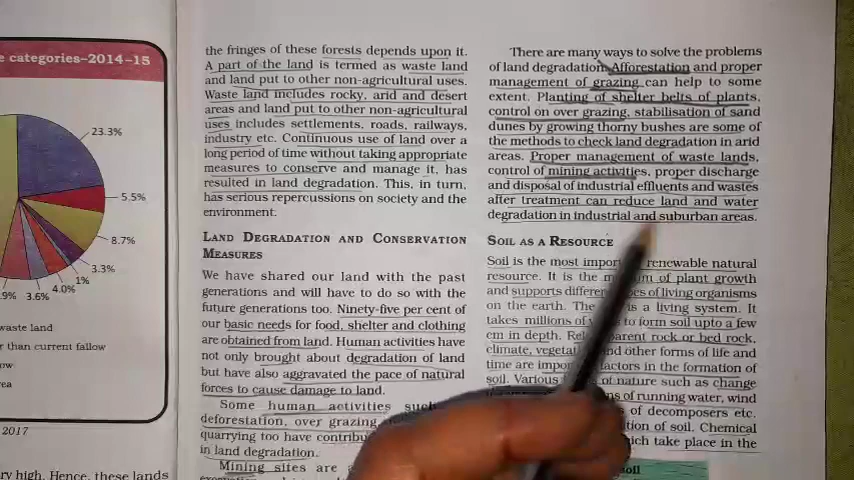 e categories–2014–15
23.3%
5.5%
8.7%
3.3%
1%
4.0%
3.6%
.9%
waste land
r than current fallow
ow
rea
2017
ry high. Hence, these lands
the fringes of these forests depends upon it.
A part of the land is termed as waste land
and land put to other non-agricultural uses.
Waste land includes rocky, arid and desert
areas and land put to other non-agricultural
uses includes settlements, roads, railways,
industry etc. Continuous use of land over a
long period of time without taking appropriate
measures to conserve and manage it, has
resulted in land degradation. This, in turn,
has serious repercussions on society and the
environment.
LAND DEGRADATION AND CONSERVATION
MEASURES
We have shared our land with the past
generations and will have to do so with the
future generations too. Ninety-five per cent of
our basic needs for food, shelter and clothing
are obtained from land. Human activities have
not only brought about degradation of land
but have also aggravated the pace of natural
forces to cause damage to land.
Some human activities such
deforestation, over grazing,
quarrying too have contribu
in land degradation.
Mining sites are
There are many ways to solve the problems
of land degradation. Afforestation and proper
management of grazing can help to some
extent. Planting of shelter belts of plants,
control on over grazing, stabilisation of sand
dunes by growing thorny bushes are some of
the methods to check land degradation in arid
areas. Proper management of waste lands,
control of mining activities, proper discharge
and disposal of industrial effluents and wastes
after treatment can reduce land and water
degradation in industrial and suburban areas.
SOIL AS A RESOURCE
Soil is the most impor renewable natural
resource. It is the m m of plant growth
and supports differen pes of living organisms
on the earth. The is a living system. It
takes millions of y s to form soil upto a few
cm in depth. Rel parent rock or bed rock,
climate, vegetat nd other forms of life and
time are impor factors in the formation of
soil. Various of nature such as change
ns of running water, wind
of decomposers etc.
tion of soil. Chemical
hich take place in the
oil